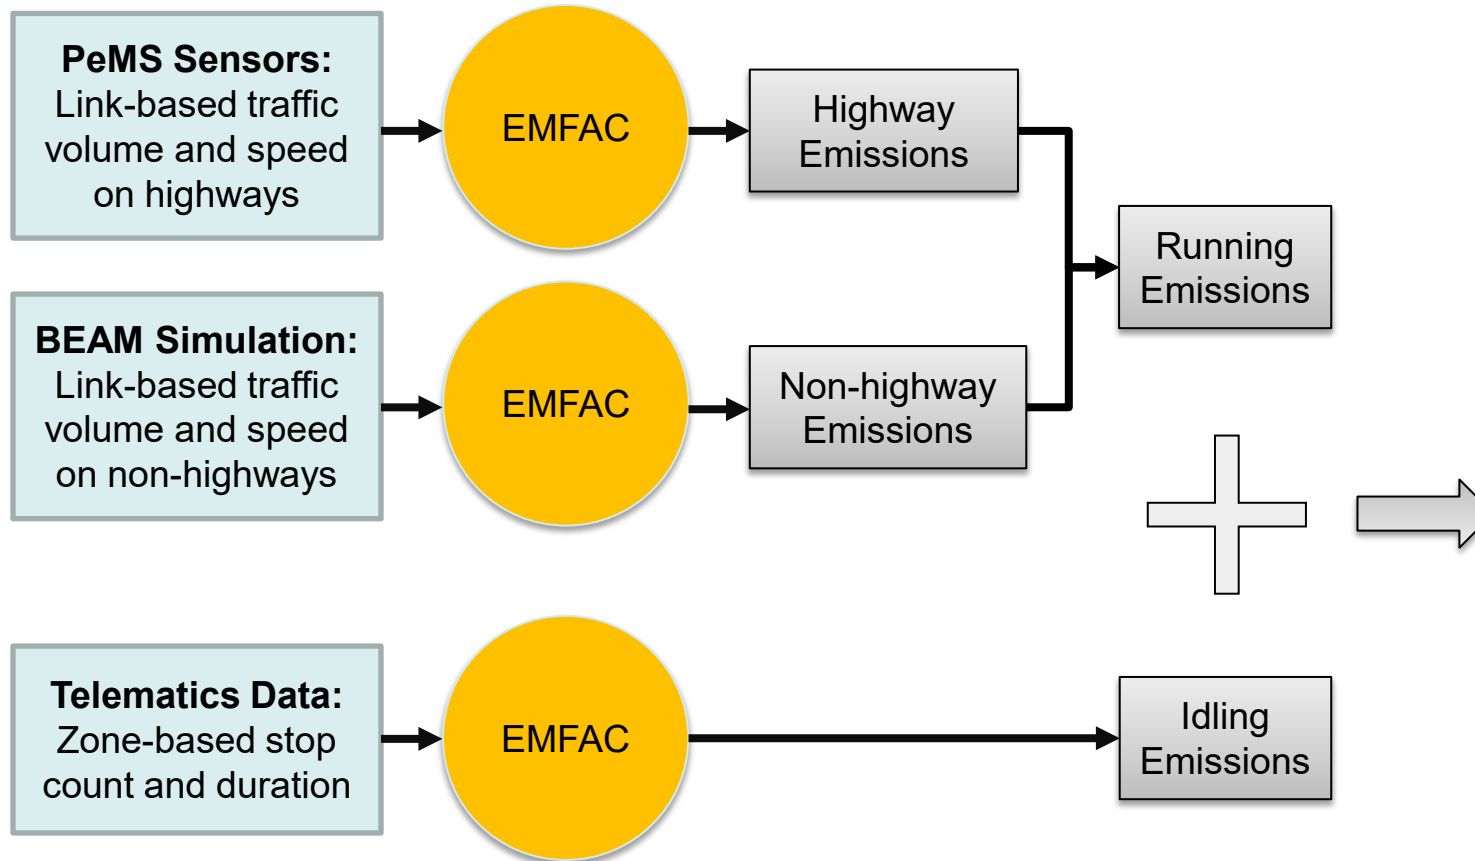 PeMS Sensors:
Link-based traffic
volume and speed
on highways
EMFAC
Highway
Emissions
Running
Emissions
BEAM Simulation:
Link-based traffic
volume and speed
on non-highways
EMFAC
Non-highway
Emissions
Telematics Data:
Zone-based stop
count and duration
EMFAC
Idling
Emissions